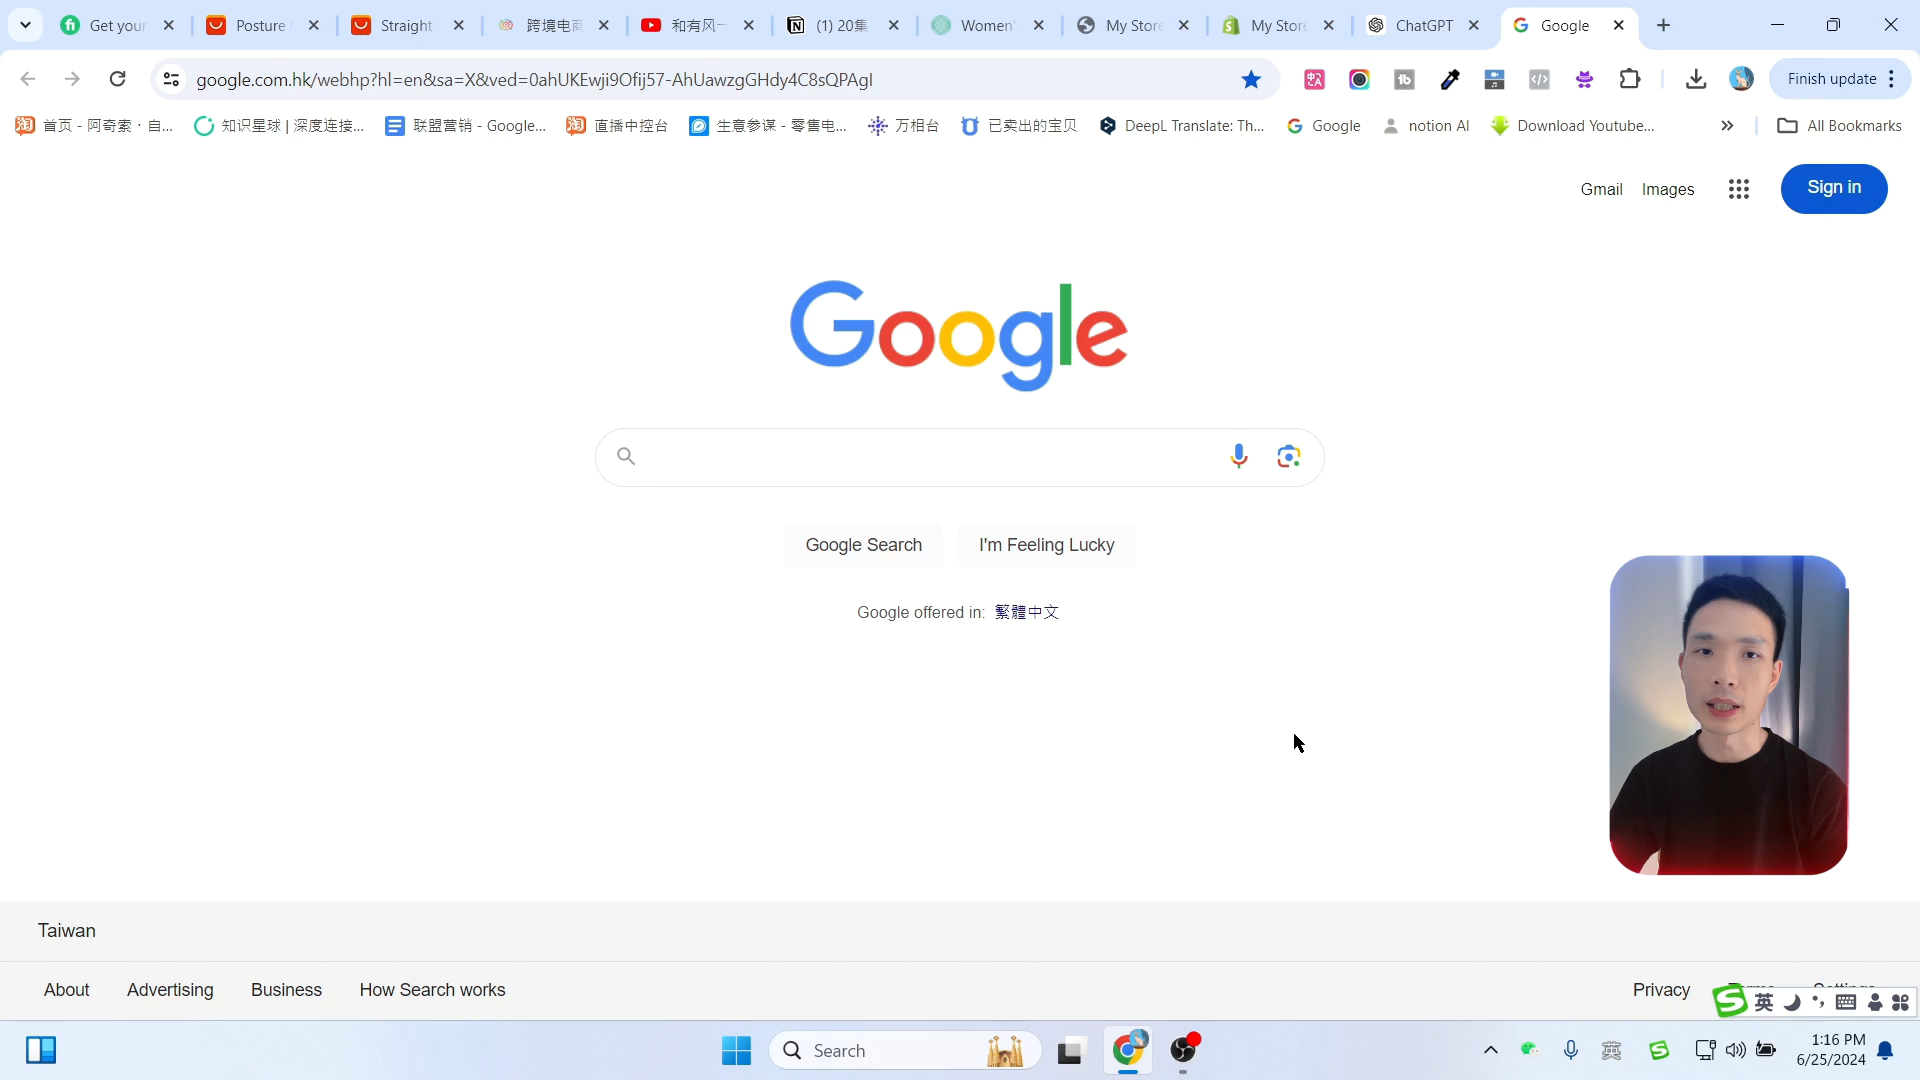 Get your
Posture
Straight
跨境电商
和有风一
(1) 20集
Women'
My Store
My Store
ChatGPT
Google
google.com.hk/webhp?hl=en&sa=X&ved=0ahUKEwji9Ofij57-AhUawzgGHdy4C8sQPAgI
Finish update
首页 - 阿奇索 · 自...
知识星球 | 深度连接...
联盟营销 - Google...
直播中控台
生意参谋 - 零售电...
万相台
已卖出的宝贝
DeepL Translate: Th...
Google
notion AI
Download Youtube...
All Bookmarks
Gmail
Images
Sign in
Google
Google Search
I'm Feeling Lucky
Google offered in: 繁體中文
Taiwan
About
Advertising
Business
How Search works
Privacy
英
Search
英
1:16 PM
6/25/2024